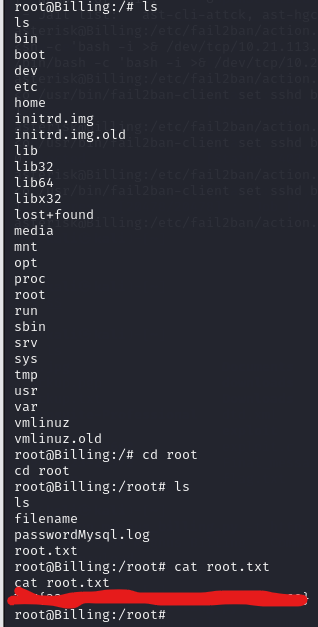 root@Billing:/# ls
ls
bin
boot
dev
etc
home
initrd.img
initrd.img.old
lib
lib32
lib64
libx32
lost+found
media
mnt
opt
proc
root
run
sbin
srv
sys
tmp
usr
var
vmlinuz
vmlinuz.old
root@Billing:/# cd root
cd root
root@Billing:/root# ls
ls
filename
passwordMysql.log
root.txt
root@Billing:/root# cat root.txt
cat root.txt
root@Billing:/root#